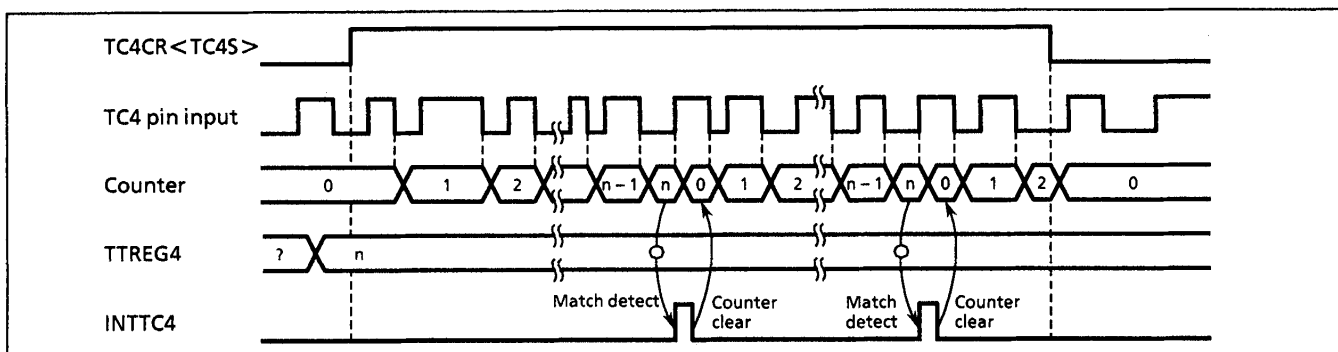 TC4CR<TC4S>
TC4 pin input
Counter
0 1 2 n–1 n 0 1 2 n–1 n 0 1 2 0
TTREG4
? n
Match detect Counter clear Match detect Counter clear
INTTC4